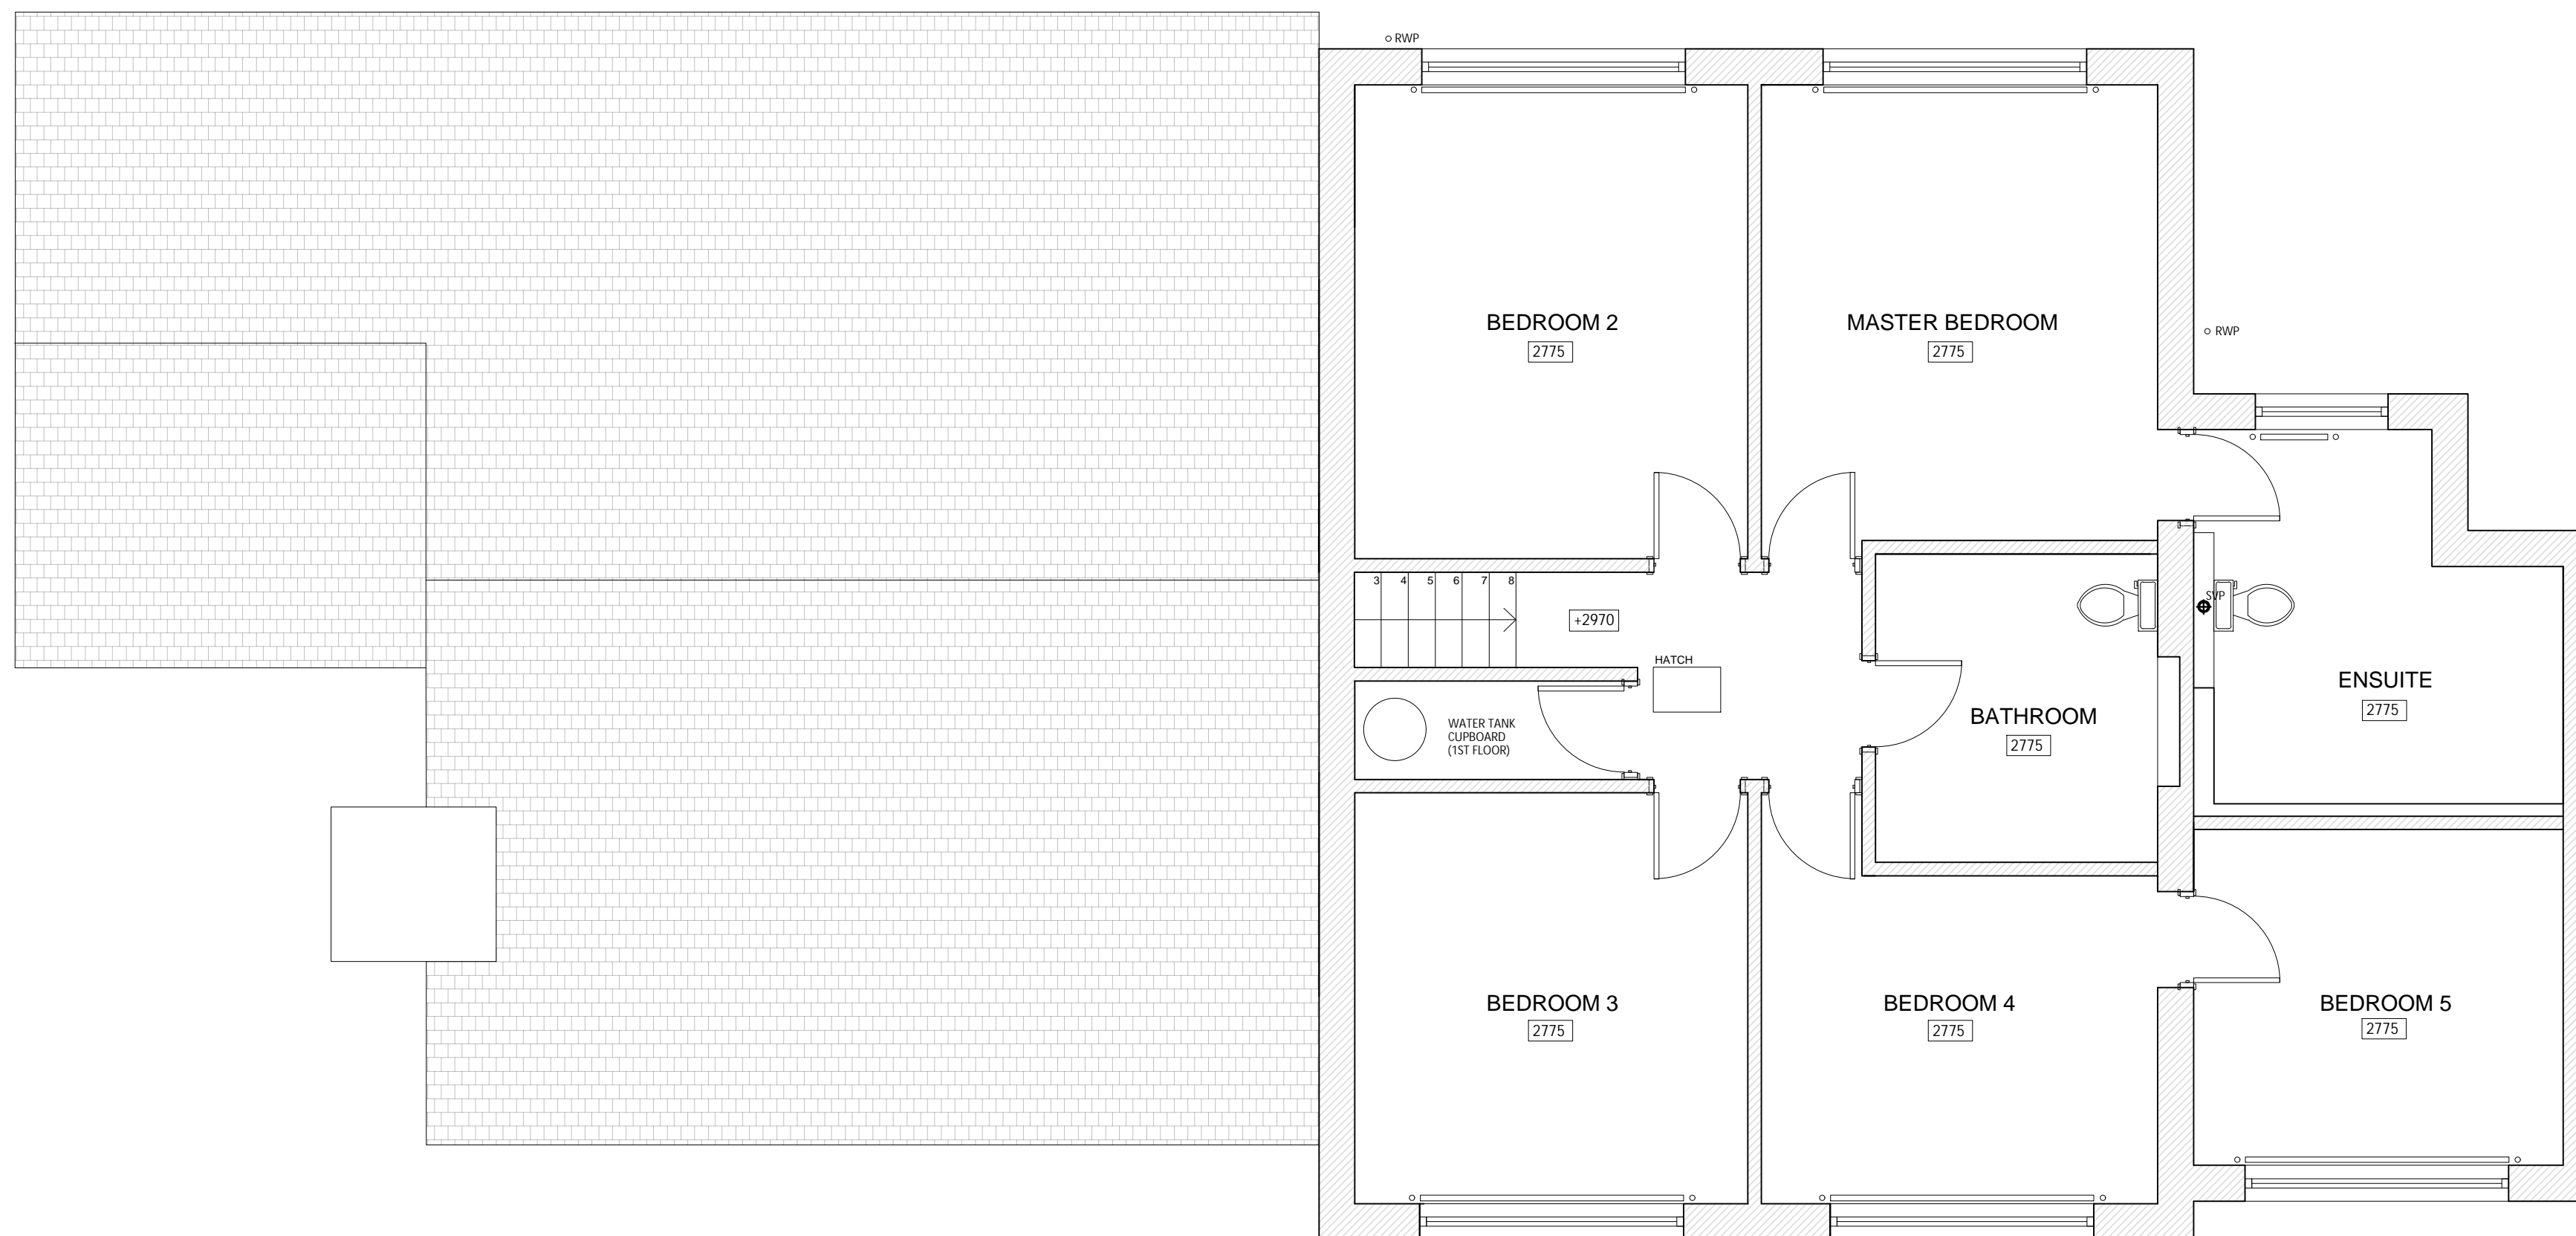 RWP
BEDROOM 2
2775
MASTER BEDROOM
2775
RWP
3 4 5 6 7 8
+2970
HATCH
SVP
WATER TANK
CUPBOARD
(1ST FLOOR)
BATHROOM
2775
ENSUITE
2775
BEDROOM 3
2775
BEDROOM 4
2775
BEDROOM 5
2775